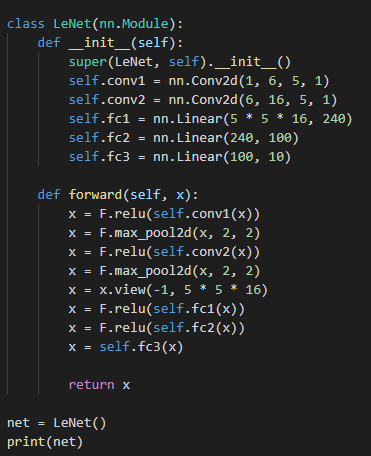 class LeNet(nn.Module):
    def __init__(self):
        super(LeNet, self).__init__()
        self.conv1 = nn.Conv2d(1, 6, 5, 1)
        self.conv2 = nn.Conv2d(6, 16, 5, 1)
        self.fc1 = nn.Linear(5 * 5 * 16, 240)
        self.fc2 = nn.Linear(240, 100)
        self.fc3 = nn.Linear(100, 10)

    def forward(self, x):
        x = F.relu(self.conv1(x))
        x = F.max_pool2d(x, 2, 2)
        x = F.relu(self.conv2(x))
        x = F.max_pool2d(x, 2, 2)
        x = x.view(-1, 5 * 5 * 16)
        x = F.relu(self.fc1(x))
        x = F.relu(self.fc2(x))
        x = self.fc3(x)

        return x

net = LeNet()
print(net)